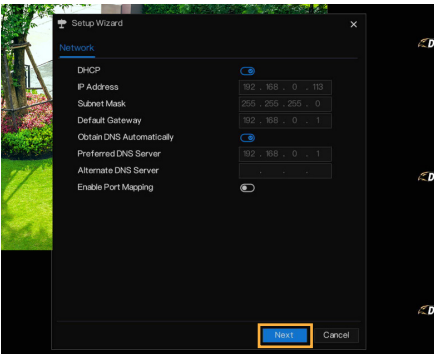 Setup Wizard
Network
DHCP
IP Address 192 . 168 . 0 . 113
Subnet Mask 255 . 255 . 255 . 0
Default Gateway 192 . 168 . 0 . 1
Obtain DNS Automatically
Preferred DNS Server 192 . 168 . 0 . 1
Alternate DNS Server . . .
Enable Port Mapping
Next Cancel
D
D
D